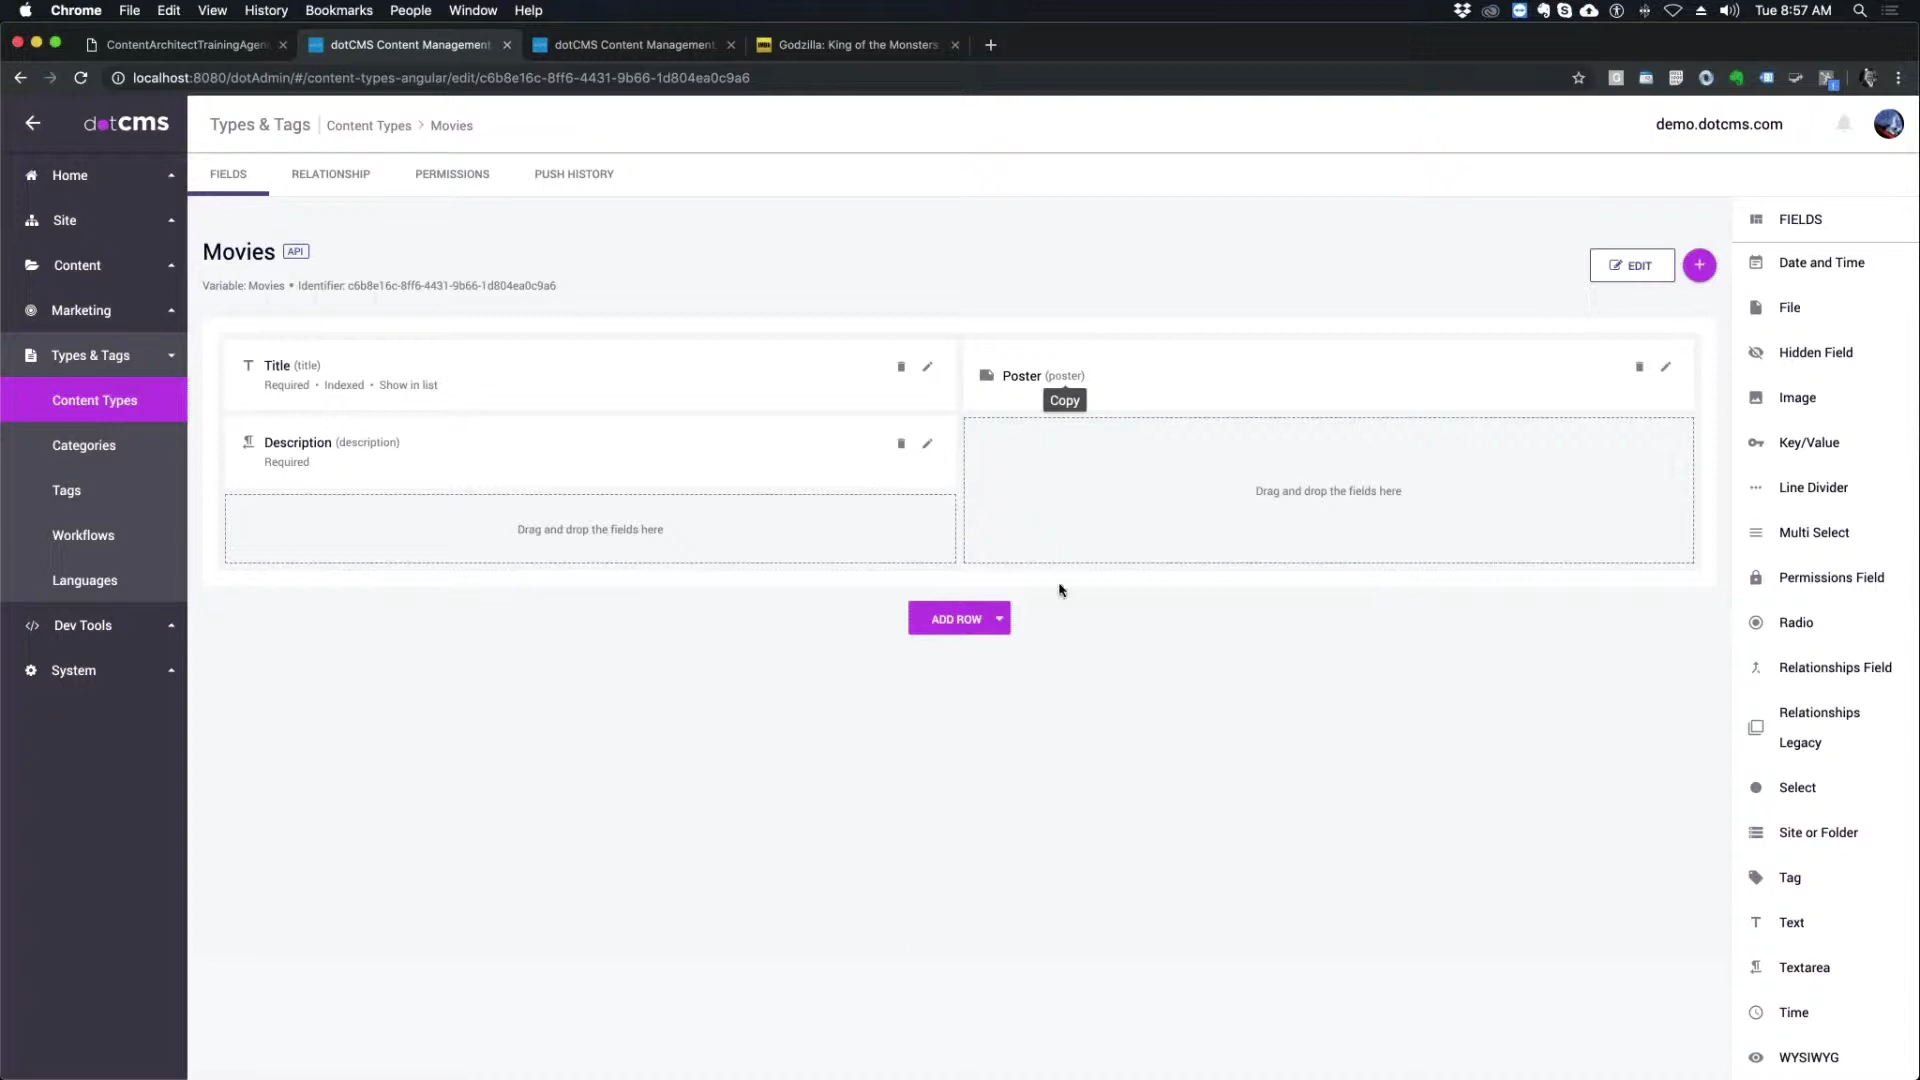 Chrome File Edit View History Bookmarks People Window Help Tue 8:57 AM
ContentArchitectTrainingAgen dotCMS Content Management dotCMS Content Management Godzilla: King of the Monsters
localhost:8080/dotAdmin/#/content-types-angular/edit/c6b8e16c-8ff6-4431-9b66-1d804ea0c9a6
dotCMS
Types & Tags Content Types > Movies
demo.dotcms.com
Home
Site
Content
Marketing
Types & Tags
Content Types
Categories
Tags
Workflows
Languages
Dev Tools
System
FIELDS RELATIONSHIP PERMISSIONS PUSH HISTORY
Movies API
Variable: Movies • Identifier: c6b8e16c-8ff6-4431-9b66-1d804ea0c9a6
EDIT
Title (title)
Required • Indexed • Show in list
Description (description)
Required
Drag and drop the fields here
Poster (poster)
Copy
Drag and drop the fields here
ADD ROW
FIELDS
Date and Time
File
Hidden Field
Image
Key/Value
Line Divider
Multi Select
Permissions Field
Radio
Relationships Field
Relationships
Legacy
Select
Site or Folder
Tag
Text
Textarea
Time
WYSIWYG